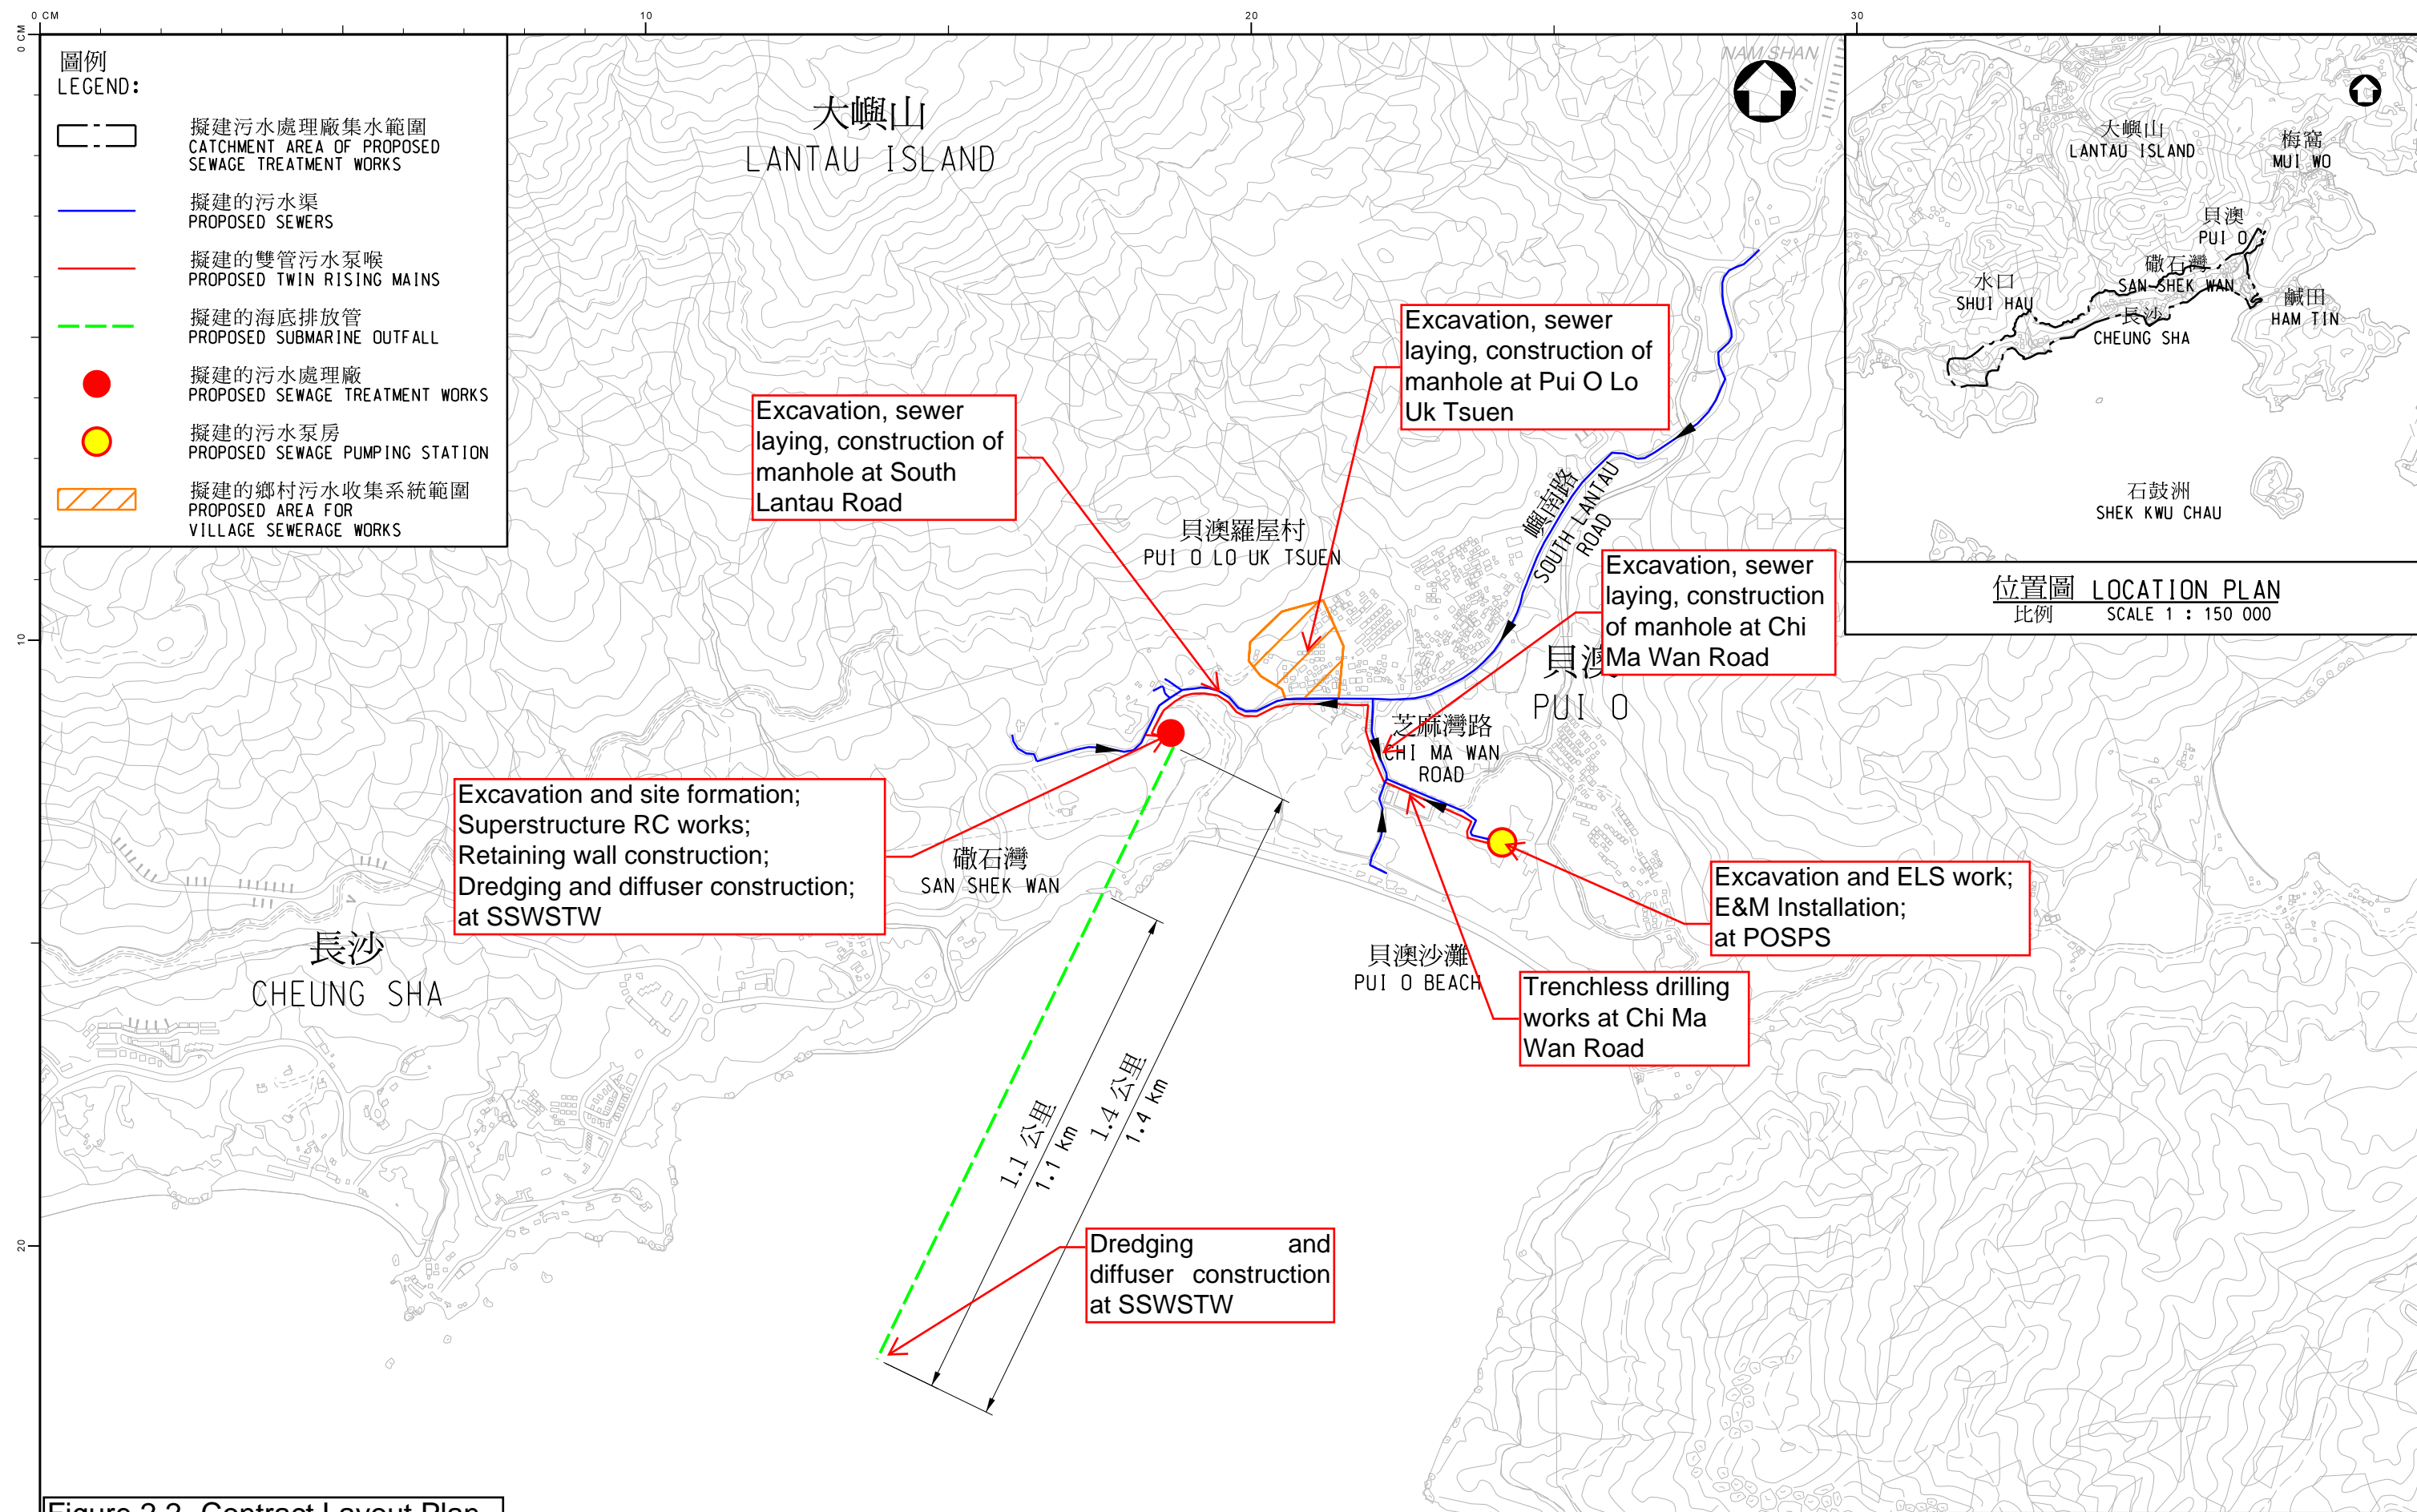 0 CM
10
20
30
0 CM
10
20
圖例
LEGEND:
擬建污水處理廠集水範圍
CATCHMENT AREA OF PROPOSED
SEWAGE TREATMENT WORKS
擬建的污水渠
PROPOSED SEWERS
擬建的雙管污水泵喉
PROPOSED TWIN RISING MAINS
擬建的海底排放管
PROPOSED SUBMARINE OUTFALL
擬建的污水處理廠
PROPOSED SEWAGE TREATMENT WORKS
擬建的污水泵房
PROPOSED SEWAGE PUMPING STATION
擬建的鄉村污水收集系統範圍
PROPOSED AREA FOR
VILLAGE SEWERAGE WORKS
大嶼山
LANTAU ISLAND
NAM SHAN
大嶼山
LANTAU ISLAND
梅窩
MUI WO
貝澳
PUI O
磡石灣
SAN SHEK WAN
水口
SHUI HAU
鹹田
HAM TIN
長沙
CHEUNG SHA
石鼓洲
SHEK KWU CHAU
位置圖 LOCATION PLAN
比例 SCALE 1 : 150 000
Excavation, sewer
laying, construction of
manhole at Pui O Lo
Uk Tsuen
Excavation, sewer
laying, construction of
manhole at South
Lantau Road
貝澳羅屋村
PUI O LO UK TSUEN
嶼南路
SOUTH LANTAU
ROAD
Excavation, sewer
laying, construction
of manhole at Chi
Ma Wan Road
貝澳
PUI O
芝麻灣路
CHI MA WAN
ROAD
Excavation and site formation;
Superstructure RC works;
Retaining wall construction;
Dredging and diffuser construction;
at SSWSTW
磡石灣
SAN SHEK WAN
Excavation and ELS work;
E&M Installation;
at POSPS
長沙
CHEUNG SHA
貝澳沙灘
PUI O BEACH
Trenchless drilling
works at Chi Ma
Wan Road
1.1 公里
1.1 km
1.4 公里
1.4 km
Dredging and
diffuser construction
at SSWSTW
Figure 2.2 Contract Layout Plan